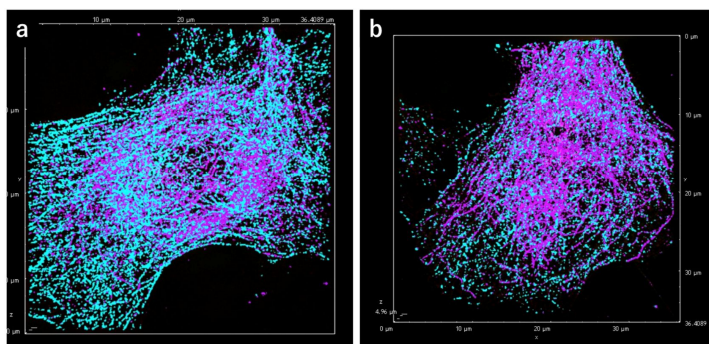 a
10 µm 20 µm 30 µm 36.4089 µm
Y
Z
b
0 µm
10 µm
Y
20 µm
30 µm
Z
4.96 µm
36.4089
0 µm 10 µm 20 µm 30 µm
X